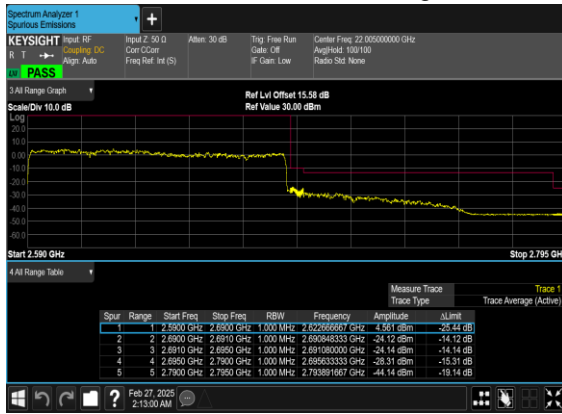 Spectrum Analyzer 1
Spurious Emissions
+
KEYSIGHT
R T
LXI
PASS
Input: RF
Coupling: DC
Align: Auto
Input Z: 50 Ω
Corr CCorr
Freq Ref: Int (S)
Atten: 30 dB
Trig: Free Run
Gate: Off
IF Gain: Low
Center Freq: 22.005000000 GHz
Avg|Hold: 100/100
Radio Std: None
3 All Range Graph
Scale/Div 10.0 dB
Ref Lvl Offset 15.58 dB
Ref Value 30.00 dBm
Log
20.0
10.0
0.00
-10.0
-20.0
-30.0
-40.0
-50.0
-60.0
Start 2.590 GHz
Stop 2.795 GH
4 All Range Table
Measure Trace Trace 1
Trace Type Trace Average (Active)
Spur Range Start Freq Stop Freq RBW Frequency Amplitude ΔLimit
1 1 2.5900 GHz 2.6900 GHz 1.000 MHz 2.622666667 GHz 4.561 dBm -25.44 dB
2 2 2.6900 GHz 2.6910 GHz 1.000 MHz 2.690848333 GHz -24.12 dBm -14.12 dB
3 3 2.6910 GHz 2.6950 GHz 1.000 MHz 2.691080000 GHz -24.14 dBm -14.14 dB
4 4 2.6950 GHz 2.7900 GHz 1.000 MHz 2.695633333 GHz -28.31 dBm -15.31 dB
5 5 2.7900 GHz 2.7950 GHz 1.000 MHz 2.793891667 GHz -44.14 dBm -19.14 dB
?
Feb 27, 2025
2:13:00 AM